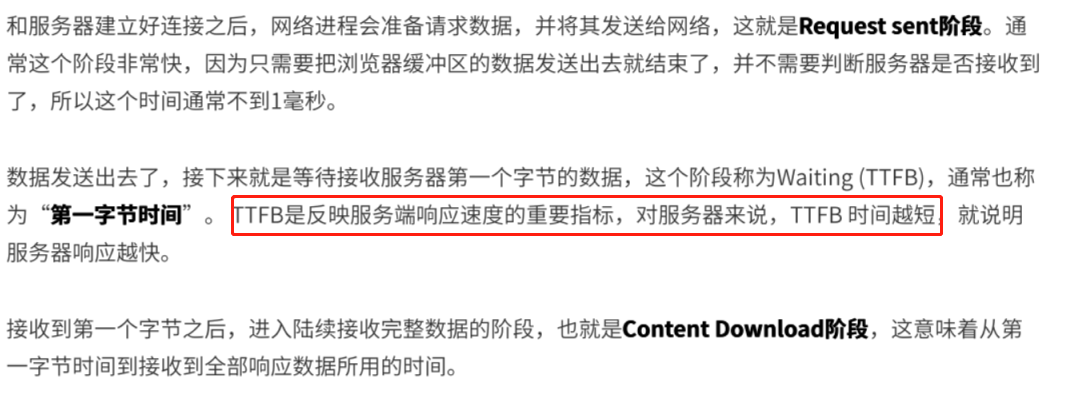 和服务器建立好连接之后，网络进程会准备请求数据，并将其发送给网络，这就是Request sent阶段。通
常这个阶段非常快，因为只需要把浏览器缓冲区的数据发送出去就结束了，并不需要判断服务器是否接收到
了，所以这个时间通常不到1毫秒。
数据发送出去了，接下来就是等待接收服务器第一个字节的数据，这个阶段称为Waiting (TTFB)，通常也称
为“第一字节时间”。 TTFB是反映服务端响应速度的重要指标，对服务器来说，TTFB 时间越短，就说明
服务器响应越快。
接收到第一个字节之后，进入陆续接收完整数据的阶段，也就是Content Download阶段，这意味着从第
一字节时间到接收到全部响应数据所用的时间。